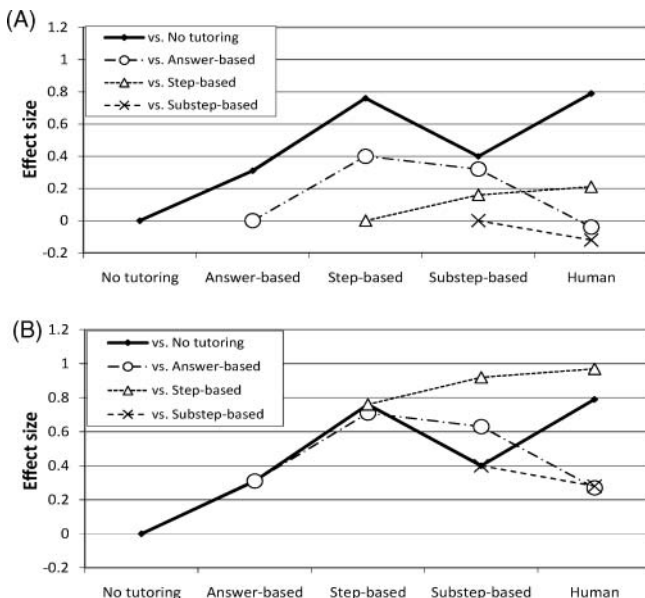 (A)
1.2
1
0.8
0.6
0.4
0.2
0
-0.2
Effect size
vs. No tutoring
vs. Answer-based
vs. Step-based
vs. Substep-based
No tutoring Answer-based Step-based Substep-based Human
(B)
1.2
1
0.8
0.6
0.4
0.2
0
-0.2
Effect size
vs. No tutoring
vs. Answer-based
vs. Step-based
vs. Substep-based
No tutoring Answer-based Step-based Substep-based Human